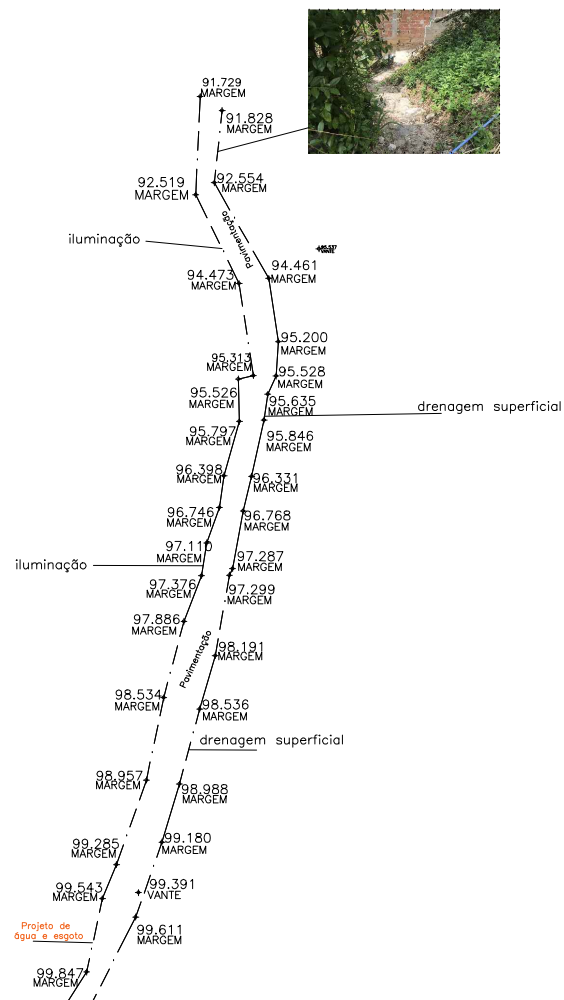 91.729
MARGEM
91.828
MARGEM
92.519
MARGEM
92.554
MARGEM
Pavimentação
iluminação
95.537
VANTE
94.461
MARGEM
94.473
MARGEM
95.200
MARGEM
95.313
MARGEM
95.528
MARGEM
95.526
MARGEM
95.635
MARGEM
drenagem superficial
95.797
MARGEM
95.846
MARGEM
96.398
MARGEM
96.331
MARGEM
96.746
MARGEM
96.768
MARGEM
97.110
MARGEM
97.287
MARGEM
iluminação
97.376
MARGEM
97.299
MARGEM
97.886
MARGEM
Pavimentação
98.191
MARGEM
98.534
MARGEM
98.536
MARGEM
drenagem superficial
98.957
MARGEM
98.988
MARGEM
99.285
MARGEM
99.180
MARGEM
99.543
MARGEM
99.391
VANTE
Projeto de
água e esgoto
99.611
MARGEM
99.847
MARGEM